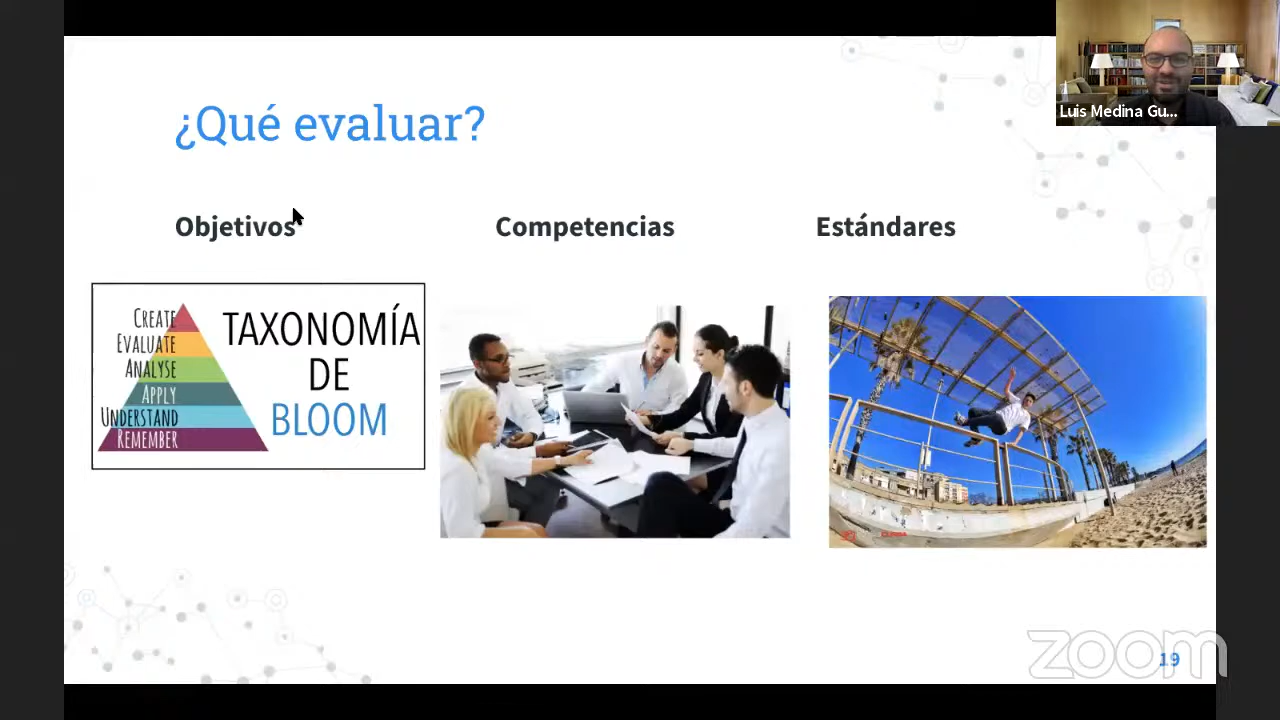 Luis Medina Gu...
¿Qué evaluar?
Objetivos
Competencias
Estándares
CREATE
EVALUATE
ANALYSE
APPLY
UNDERSTAND
REMEMBER
TAXONOMÍA
DE
BLOOM
zoom
19